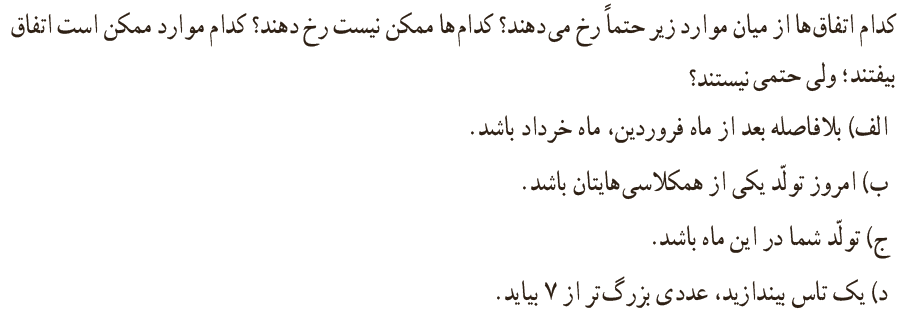 کدام اتفاق‌ها از میان موارد زیر حتماً رخ می‌دهند؟ کدام‌ها ممکن نیست رخ دهند؟ کدام موارد ممکن است اتفاق
بیفتند؛ ولی حتمی نیستند؟
الف) بلافاصله بعد از ماه فروردین، ماه خرداد باشد.
ب) امروز تولّد یکی از همکلاسی‌هایتان باشد.
ج) تولّد شما در این ماه باشد.
د) یک تاس بیندازید، عددی بزرگ‌تر از ۷ بیاید.